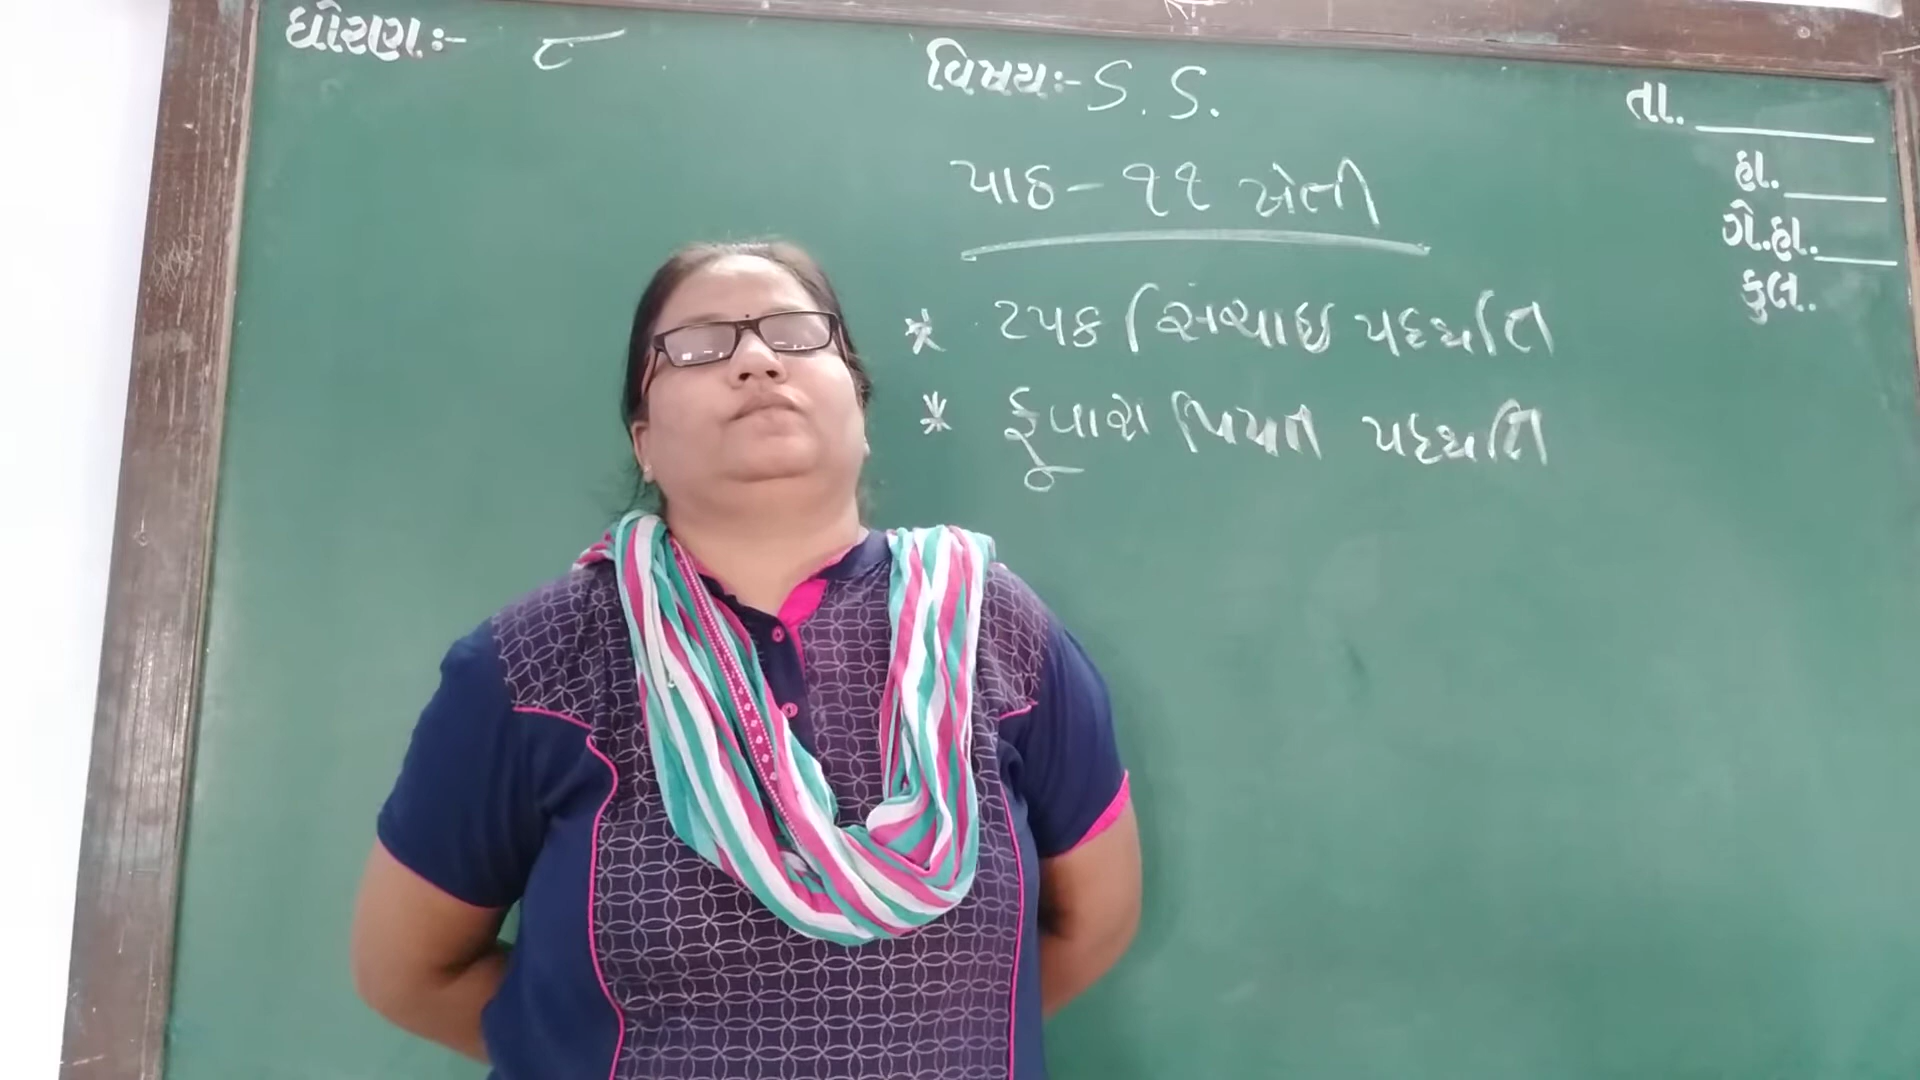 ધોરણ:- ૮
વિષય:- S. S.
તા.
હા.
ગે.હા.
કુલ.
પાઠ - ૧૧ ખેતી
* ટપક સિંચાઇ પદ્ધતિ
* ફુવારા પિયત પદ્ધતિ